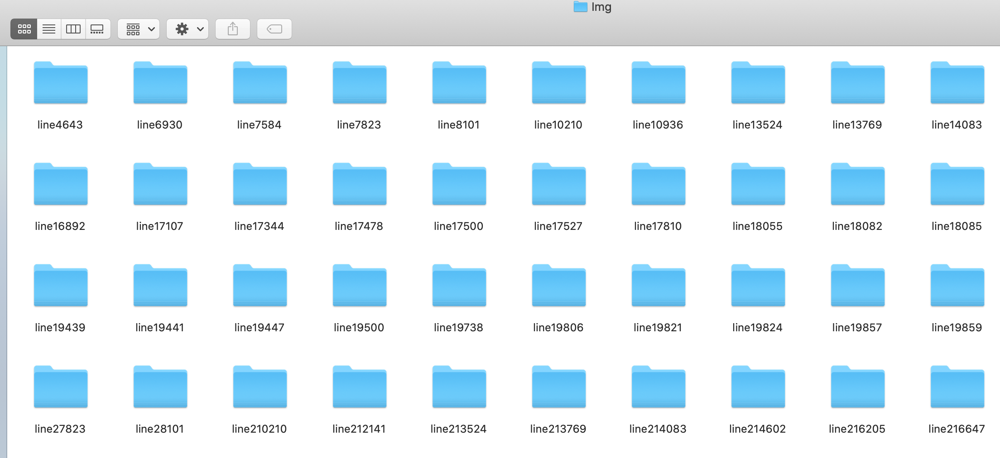 Img
line4643 line6930 line7584 line7823 line8101 line10210 line10936 line13524 line13769 line14083
line16892 line17107 line17344 line17478 line17500 line17527 line17810 line18055 line18082 line18085
line19439 line19441 line19447 line19500 line19738 line19806 line19821 line19824 line19857 line19859
line27823 line28101 line210210 line212141 line213524 line213769 line214083 line214602 line216205 line216647